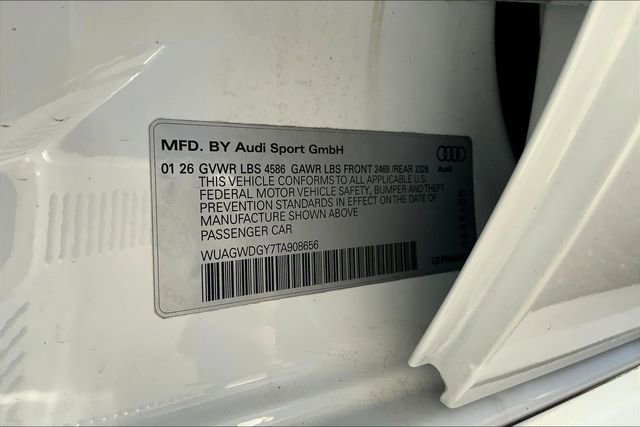 MFD. BY Audi Sport GmbH
01 26 GVWR LBS 4586 GAWR LBS FRONT 2469 /REAR 2326
THIS VEHICLE CONFORMS TO ALL APPLICABLE U.S.
FEDERAL MOTOR VEHICLE SAFETY, BUMPER AND THEFT
PREVENTION STANDARDS IN EFFECT ON THE DATE OF
MANUFACTURE SHOWN ABOVE
PASSENGER CAR
WUAGWDGY7TA908656
Audi